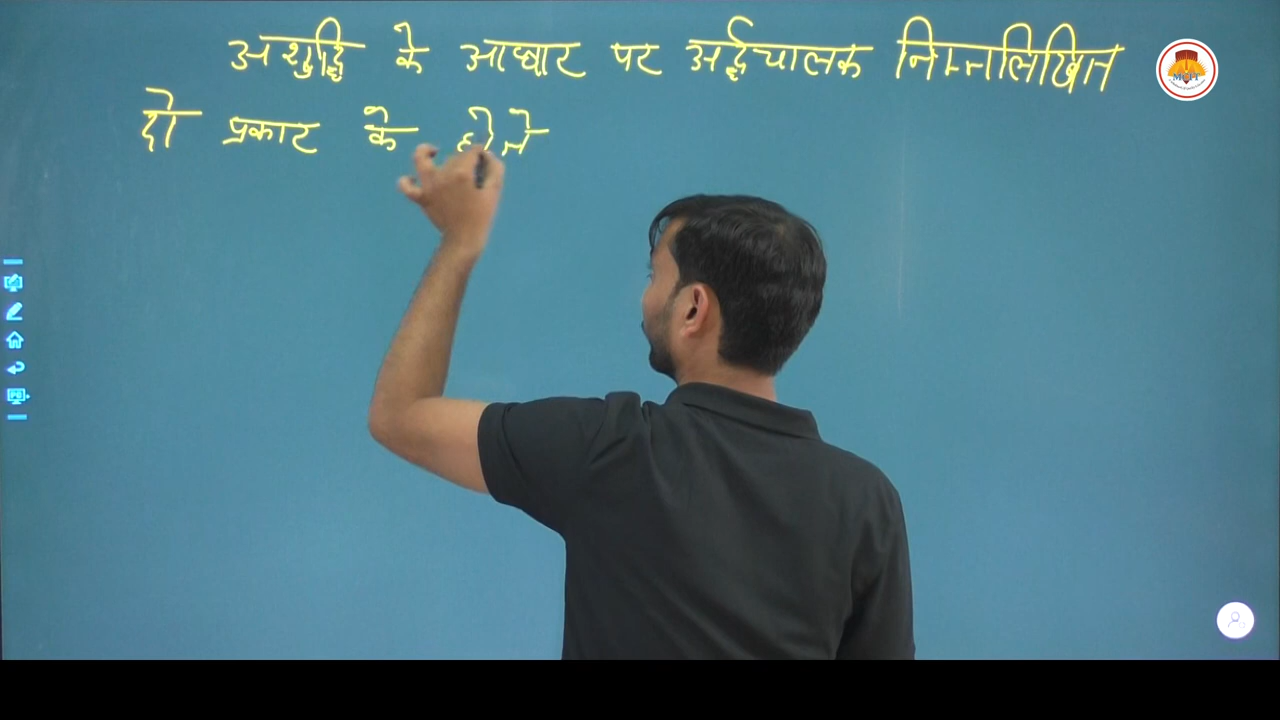 अशुद्धि के आधार पर अर्द्धचालक निम्नलिखित
दो प्रकार के होते